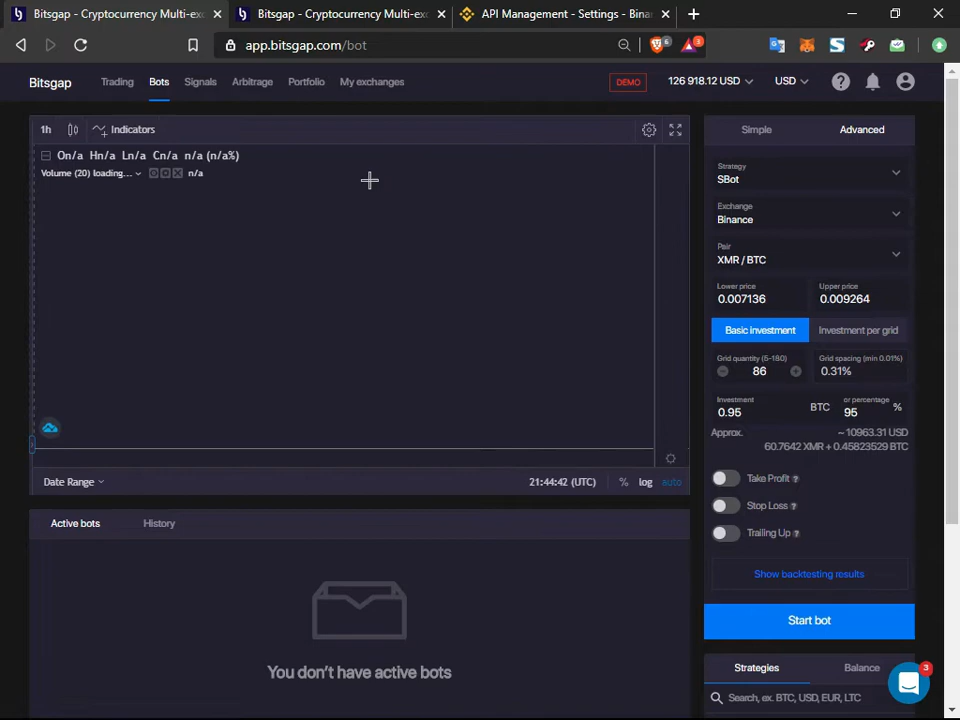 Bitsgap - Cryptocurrency Multi-exc
Bitsgap - Cryptocurrency Multi-exc
API Management - Settings - Binan
app.bitsgap.com/bot
6
3
Bitsgap
Trading
Bots
Signals
Arbitrage
Portfolio
My exchanges
DEMO
126 918.12 USD
USD
1h
Indicators
On/a Hn/a Ln/a Cn/a n/a (n/a%)
Volume (20) loading...
n/a
Date Range
21:44:42 (UTC)
%
log
auto
Active bots
History
You don't have active bots
Simple
Advanced
Strategy
SBot
Exchange
Binance
Pair
XMR / BTC
Lower price
Upper price
0.007136
0.009264
Basic investment
Investment per grid
Grid quantity (5-180)
Grid spacing (min 0.01%)
86
0.31%
Investment
or percentage
0.95
BTC
95
%
Approx.
~ 10963.31 USD
60.7642 XMR + 0.45823529 BTC
Take Profit ?
Stop Loss ?
Trailing Up ?
Show backtesting results
Start bot
Strategies
Balance
3
Search, ex. BTC, USD, EUR, LTC